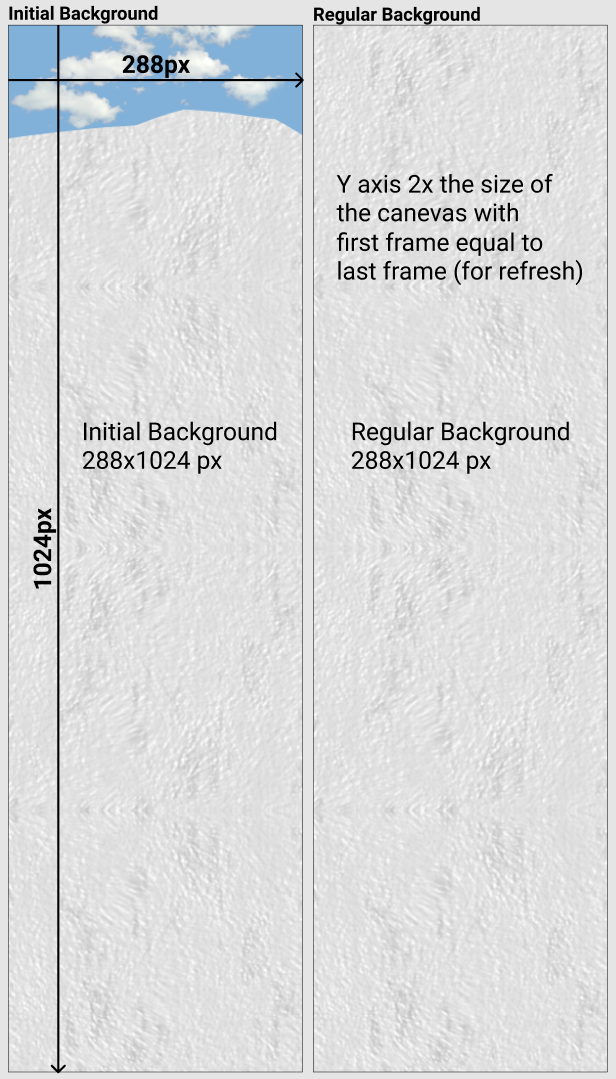 Initial Background
Regular Background
288px
Y axis 2x the size of
the canevas with
first frame equal to
last frame (for refresh)
Initial Background
288x1024 px
Regular Background
288x1024 px
1024px